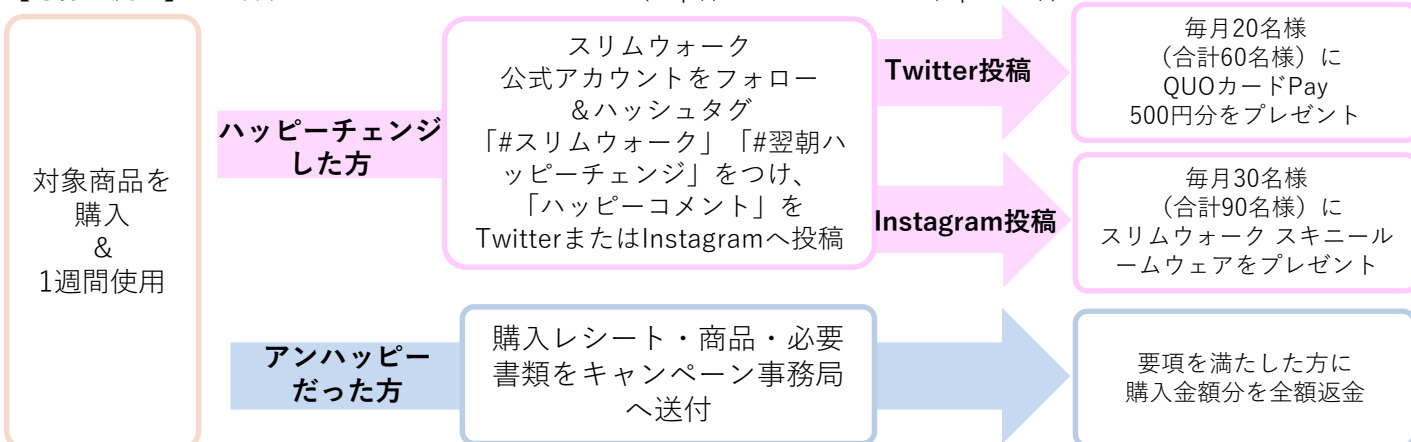 対象商品を
購入
&
1週間使用
ハッピーチェンジ
した方
スリムウォーク
公式アカウントをフォロー
&ハッシュタグ
「#スリムウォーク」「#翌朝ハ
ッピーチェンジ」をつけ、
「ハッピーコメント」を
TwitterまたはInstagramへ投稿
Twitter投稿
毎月20名様
(合計60名様)に
QUOカードPay
500円分をプレゼント
Instagram投稿
毎月30名様
(合計90名様)に
スリムウォーク スキニール
ームウェアをプレゼント
アンハッピー
だった方
購入レシート・商品・必要
書類をキャンペーン事務局
へ送付
要項を満たした方に
購入金額分を全額返金